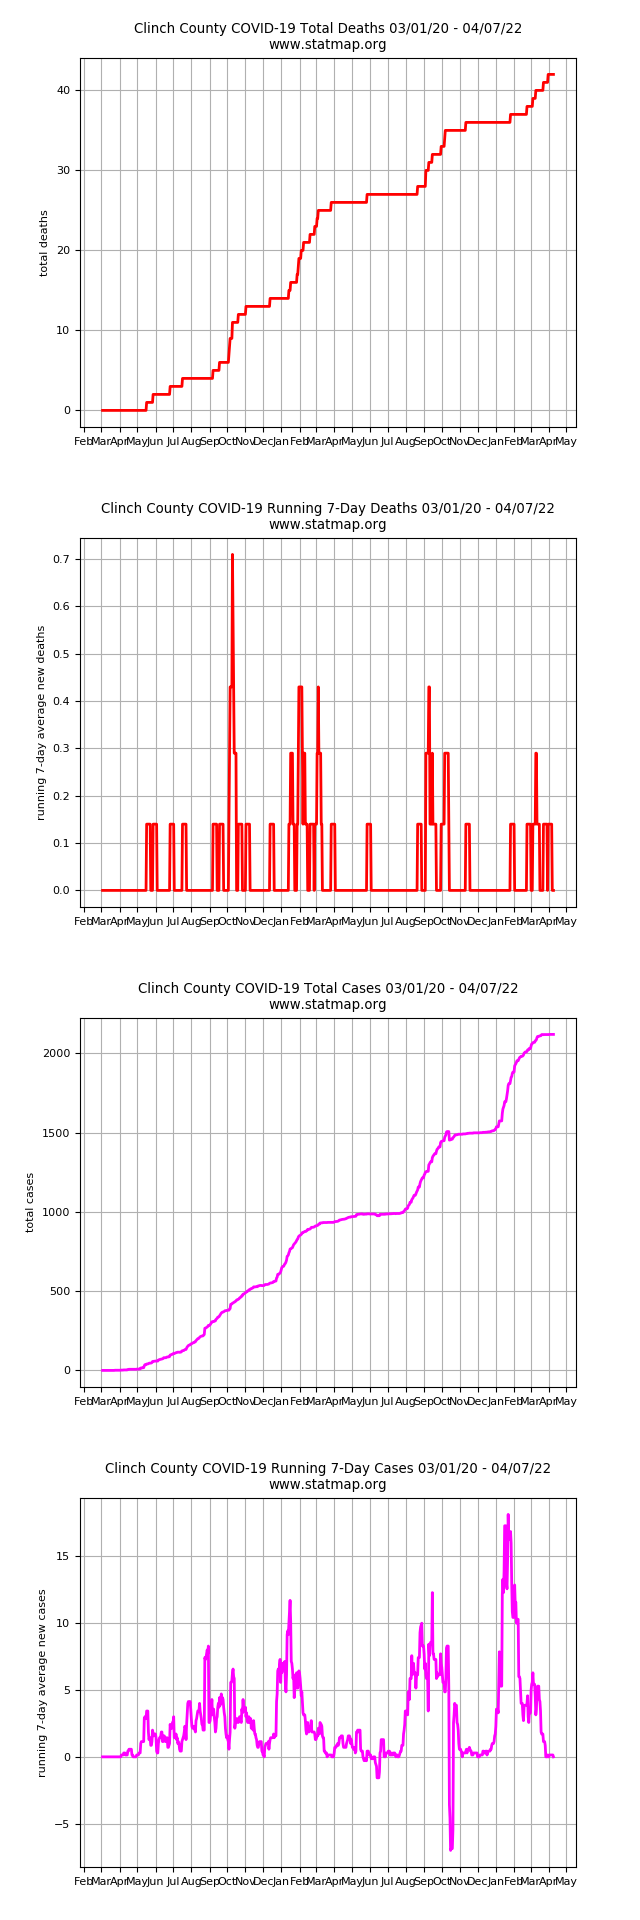 Clinch County COVID-19 Total Deaths 03/01/20 - 04/07/22
www.statmap.org
40
30
20
10
0
total deaths
Feb Mar Apr May Jun Jul Aug Sep Oct Nov Dec Jan Feb Mar Apr May Jun Jul Aug Sep Oct Nov Dec Jan Feb Mar Apr May
Clinch County COVID-19 Running 7-Day Deaths 03/01/20 - 04/07/22
www.statmap.org
0.7
0.6
0.5
0.4
0.3
0.2
0.1
0.0
running 7-day average new deaths
Feb Mar Apr May Jun Jul Aug Sep Oct Nov Dec Jan Feb Mar Apr May Jun Jul Aug Sep Oct Nov Dec Jan Feb Mar Apr May
Clinch County COVID-19 Total Cases 03/01/20 - 04/07/22
www.statmap.org
2000
1500
1000
500
0
total cases
Feb Mar Apr May Jun Jul Aug Sep Oct Nov Dec Jan Feb Mar Apr May Jun Jul Aug Sep Oct Nov Dec Jan Feb Mar Apr May
Clinch County COVID-19 Running 7-Day Cases 03/01/20 - 04/07/22
www.statmap.org
15
10
5
0
−5
running 7-day average new cases
Feb Mar Apr May Jun Jul Aug Sep Oct Nov Dec Jan Feb Mar Apr May Jun Jul Aug Sep Oct Nov Dec Jan Feb Mar Apr May